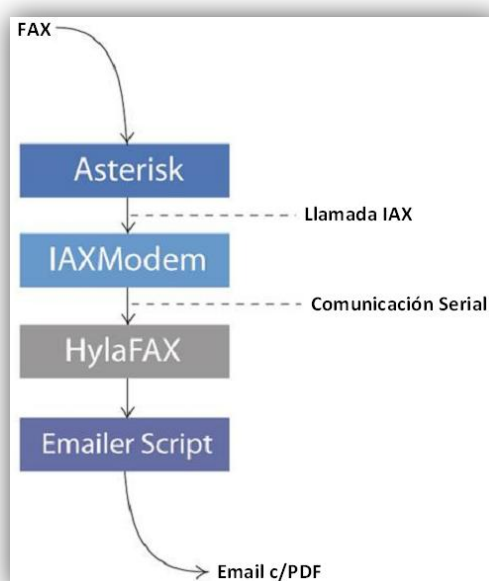 FAX
Asterisk
Llamada IAX
IAXModem
Comunicación Serial
HylaFAX
Emailer Script
Email c/PDF